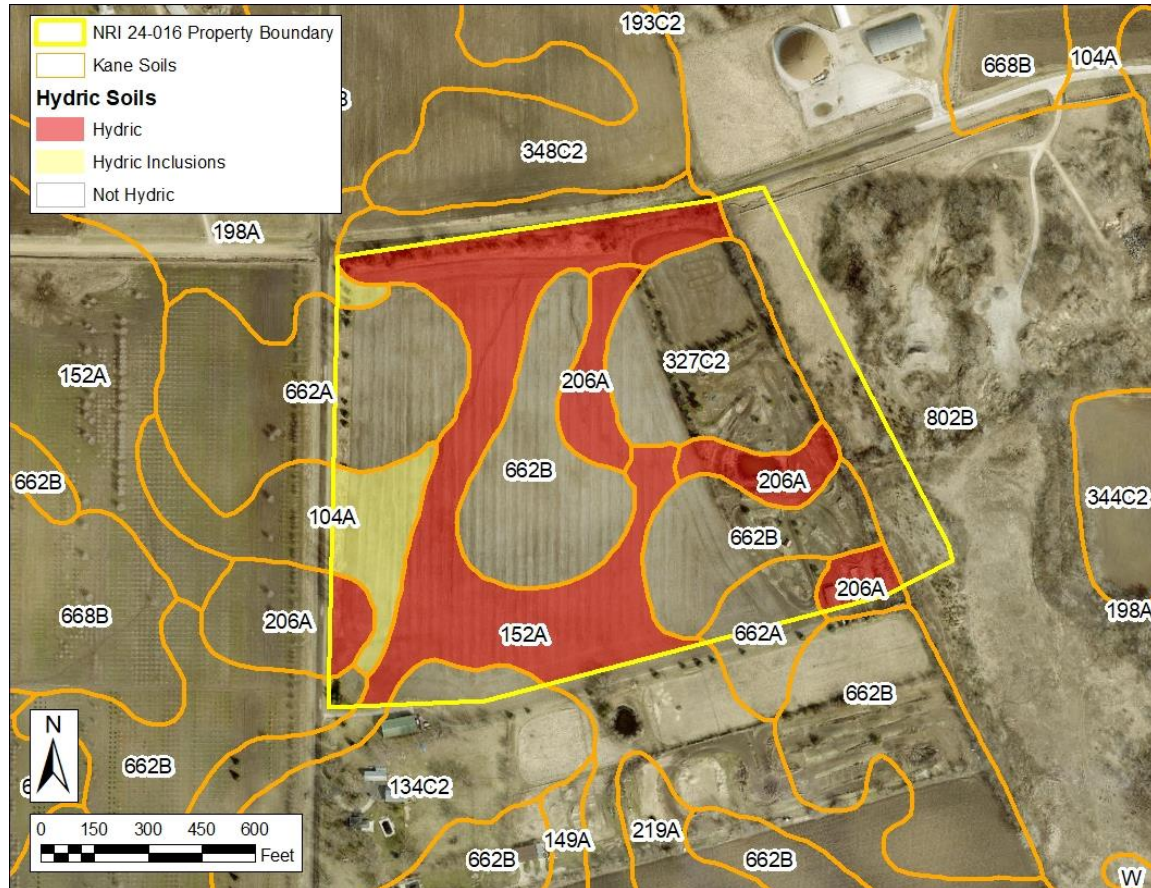 NRI 24-016 Property Boundary
Kane Soils
Hydric Soils
Hydric
Hydric Inclusions
Not Hydric
193C2
668B
104A
348C2
198A
152A
662A
206A
327C2
802B
662B
662B
206A
344C2
104A
662B
668B
206A
152A
662A
206A
198A
662B
662B
134C2
149A
219A
662B
662B
W
N
0 150 300 450 600
Feet